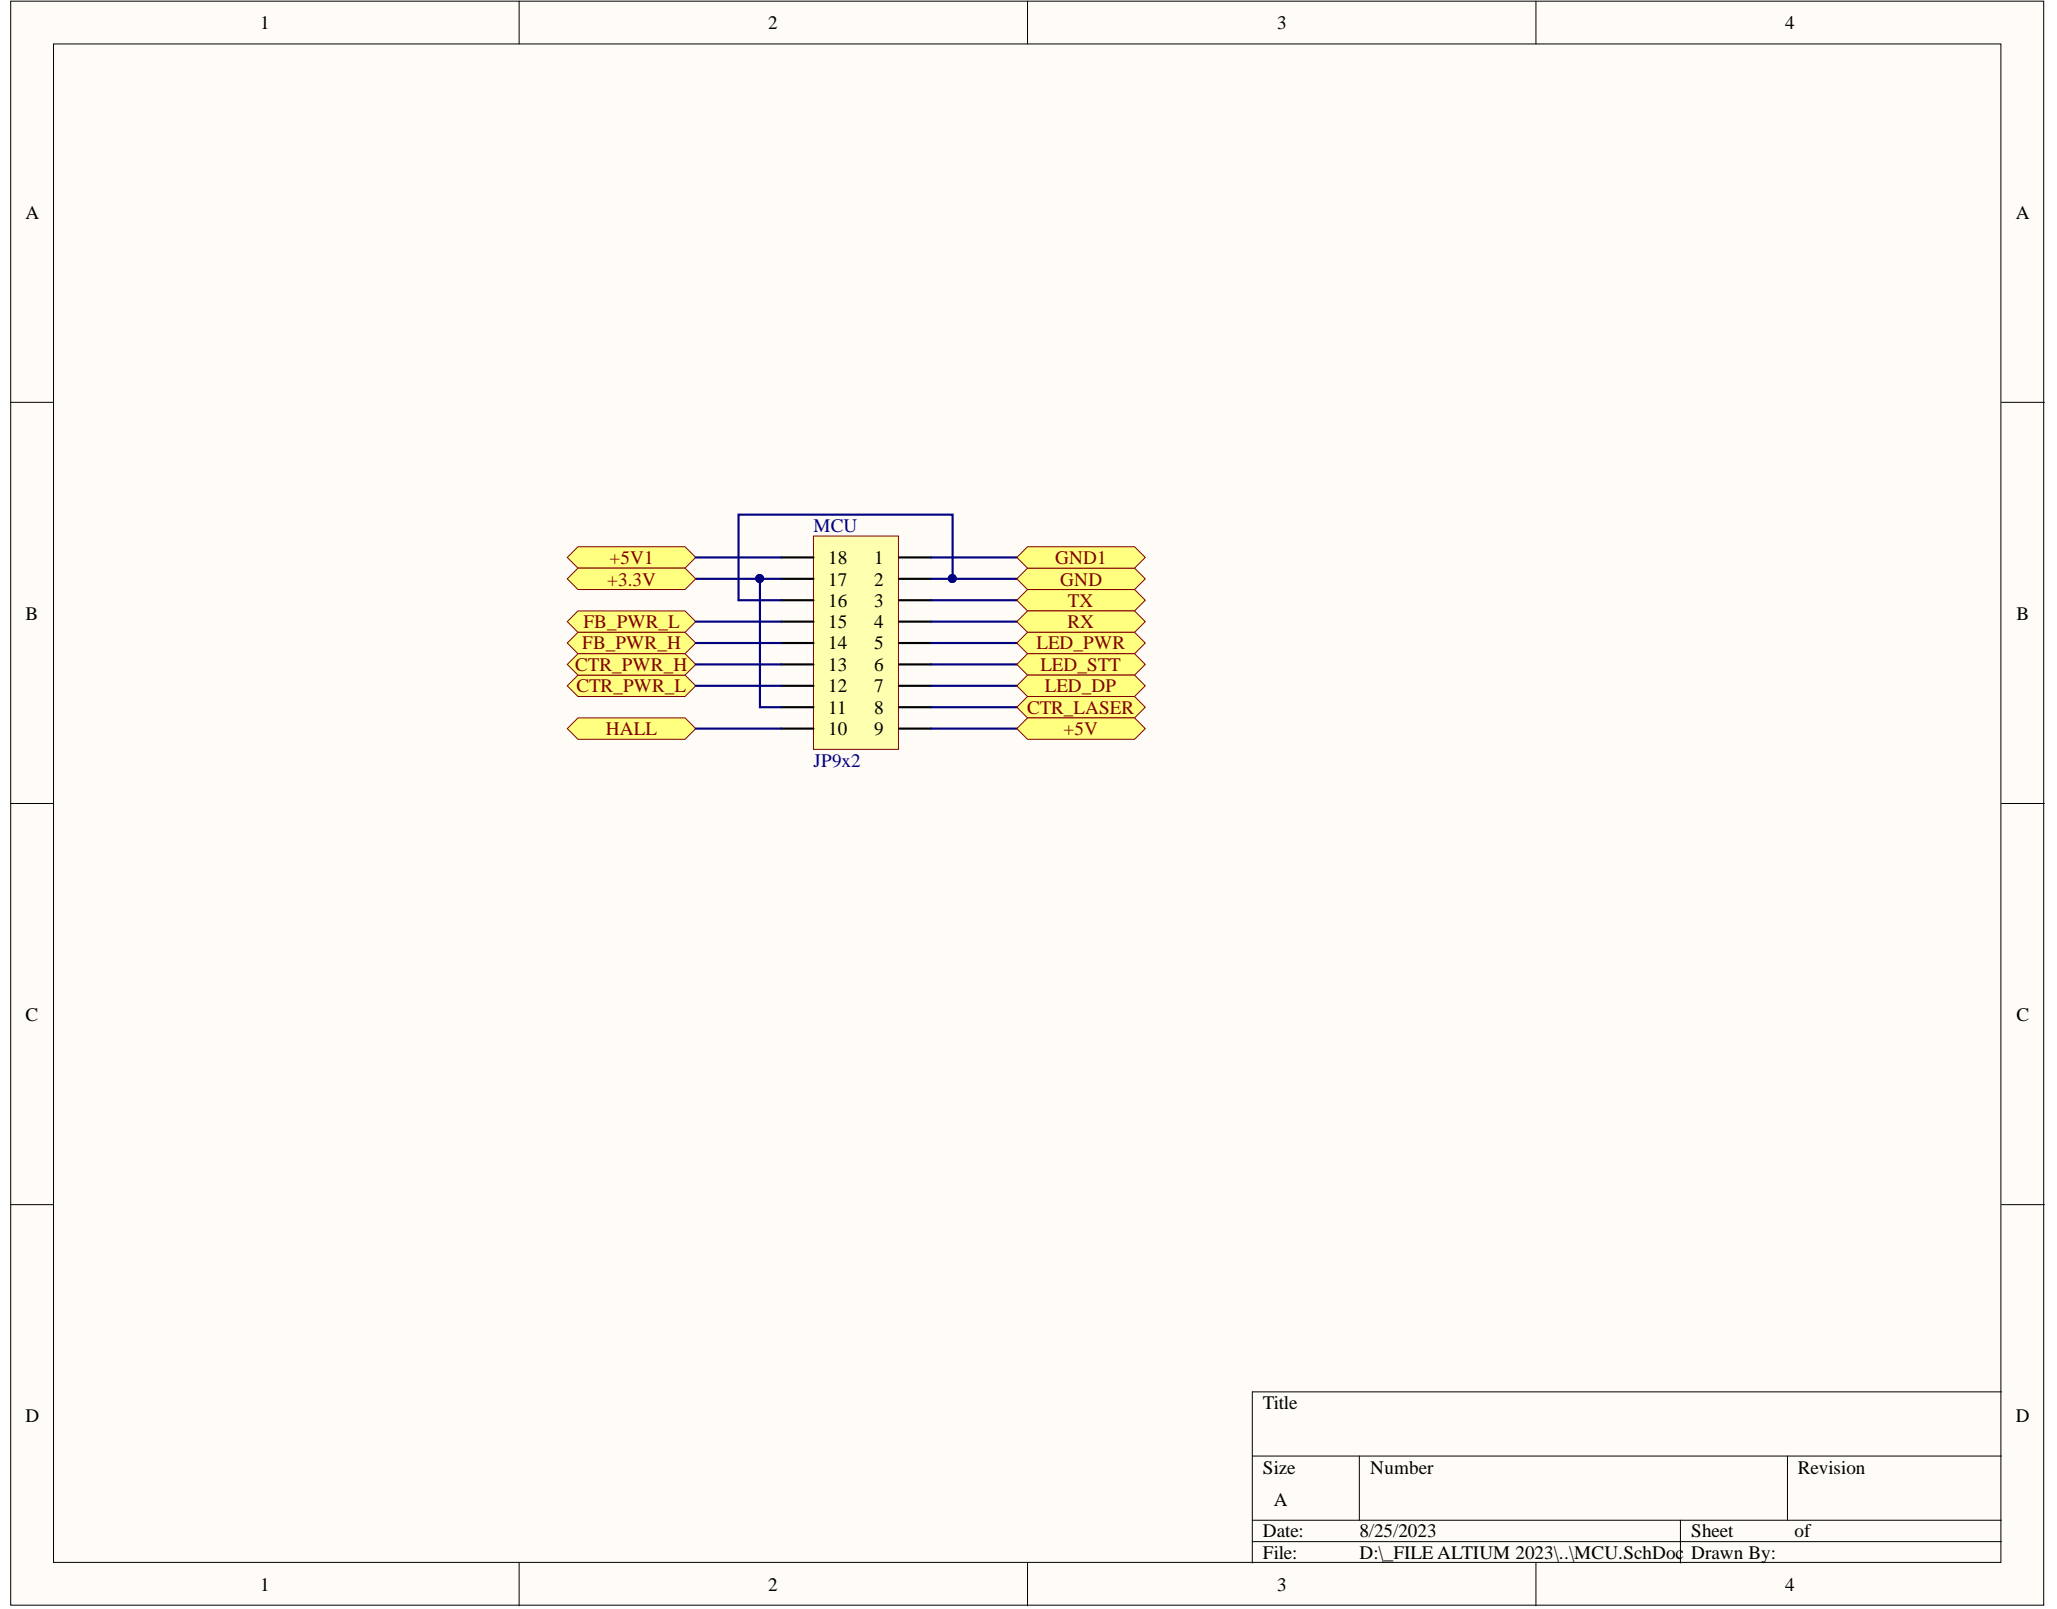 1 2 3 4
A A
MCU
+5V1 18 1 GND1
+3.3V 17 2 GND
16 3 TX
FB_PWR_L 15 4 RX
FB_PWR_H 14 5 LED_PWR
CTR_PWR_H 13 6 LED_STT
CTR_PWR_L 12 7 LED_DP
11 8 CTR_LASER
HALL 10 9 +5V
JP9x2
B B
C C
D D
Title
Size Number Revision
A
Date: 8/25/2023 Sheet of
File: D:\_FILE ALTIUM 2023\..\MCU.SchDoc Drawn By:
1 2 3 4